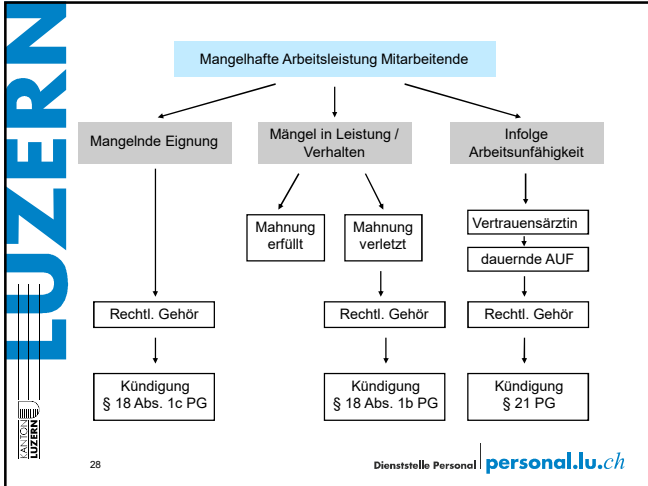 LUZERN
Mangelhafte Arbeitsleistung Mitarbeitende
Mangelnde Eignung
Mängel in Leistung /
Verhalten
Infolge
Arbeitsunfähigkeit
Mahnung
erfüllt
Mahnung
verletzt
Vertrauensärztin
dauernde AUF
Rechtl. Gehör
Rechtl. Gehör
Rechtl. Gehör
Kündigung
§ 18 Abs. 1c PG
Kündigung
§ 18 Abs. 1b PG
Kündigung
§ 21 PG
KANTON
LUZERN
28
Dienststelle Personal
personal.lu.ch